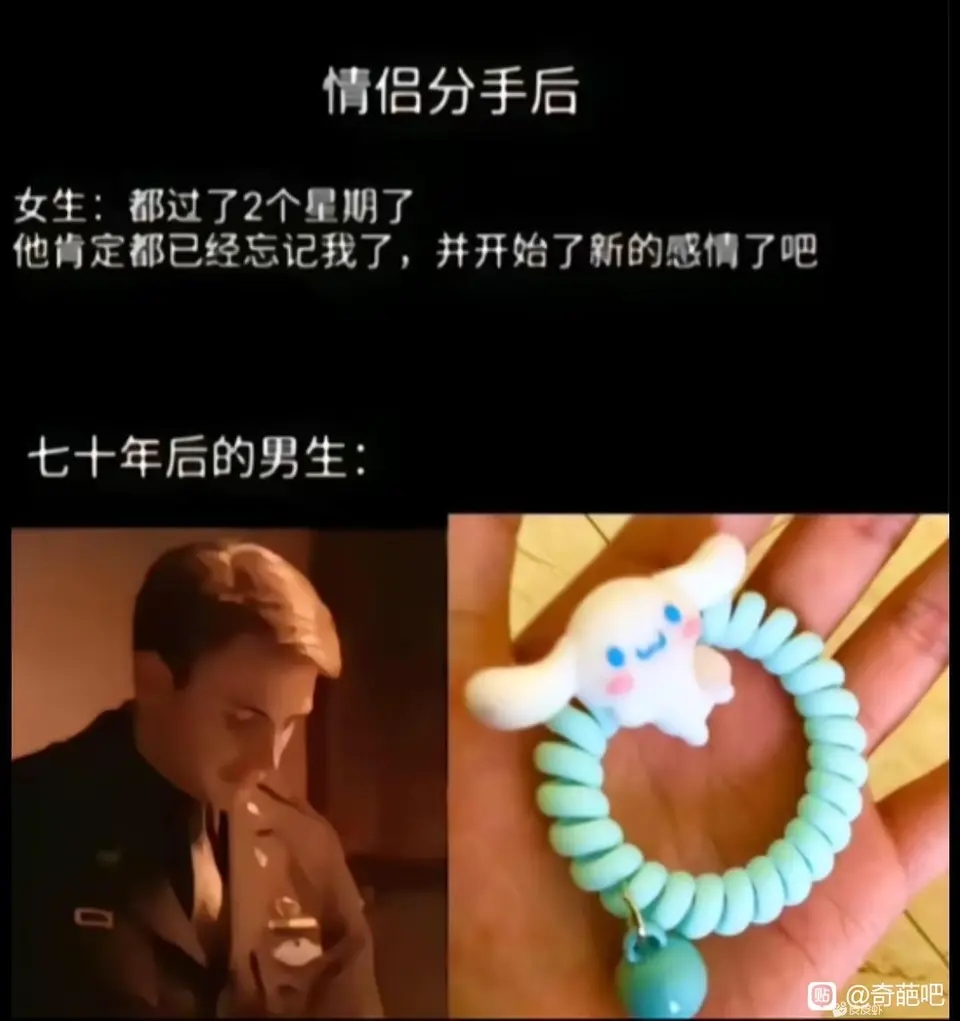 情侣分手后
女生：都过了2个星期了
他肯定都已经忘记我了，并开始了新的感情了吧
七十年后的男生：
贴 @奇葩吧